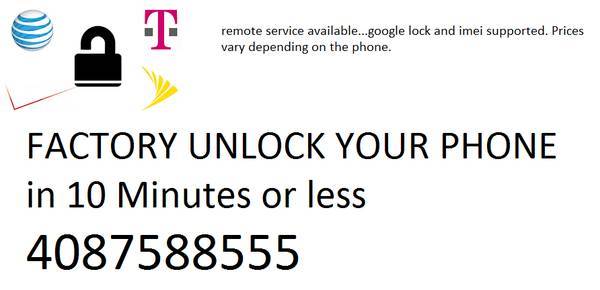 remote service available...google lock and imei supported. Prices
vary depending on the phone.
T
FACTORY UNLOCK YOUR PHONE
in 10 Minutes or less
4087588555